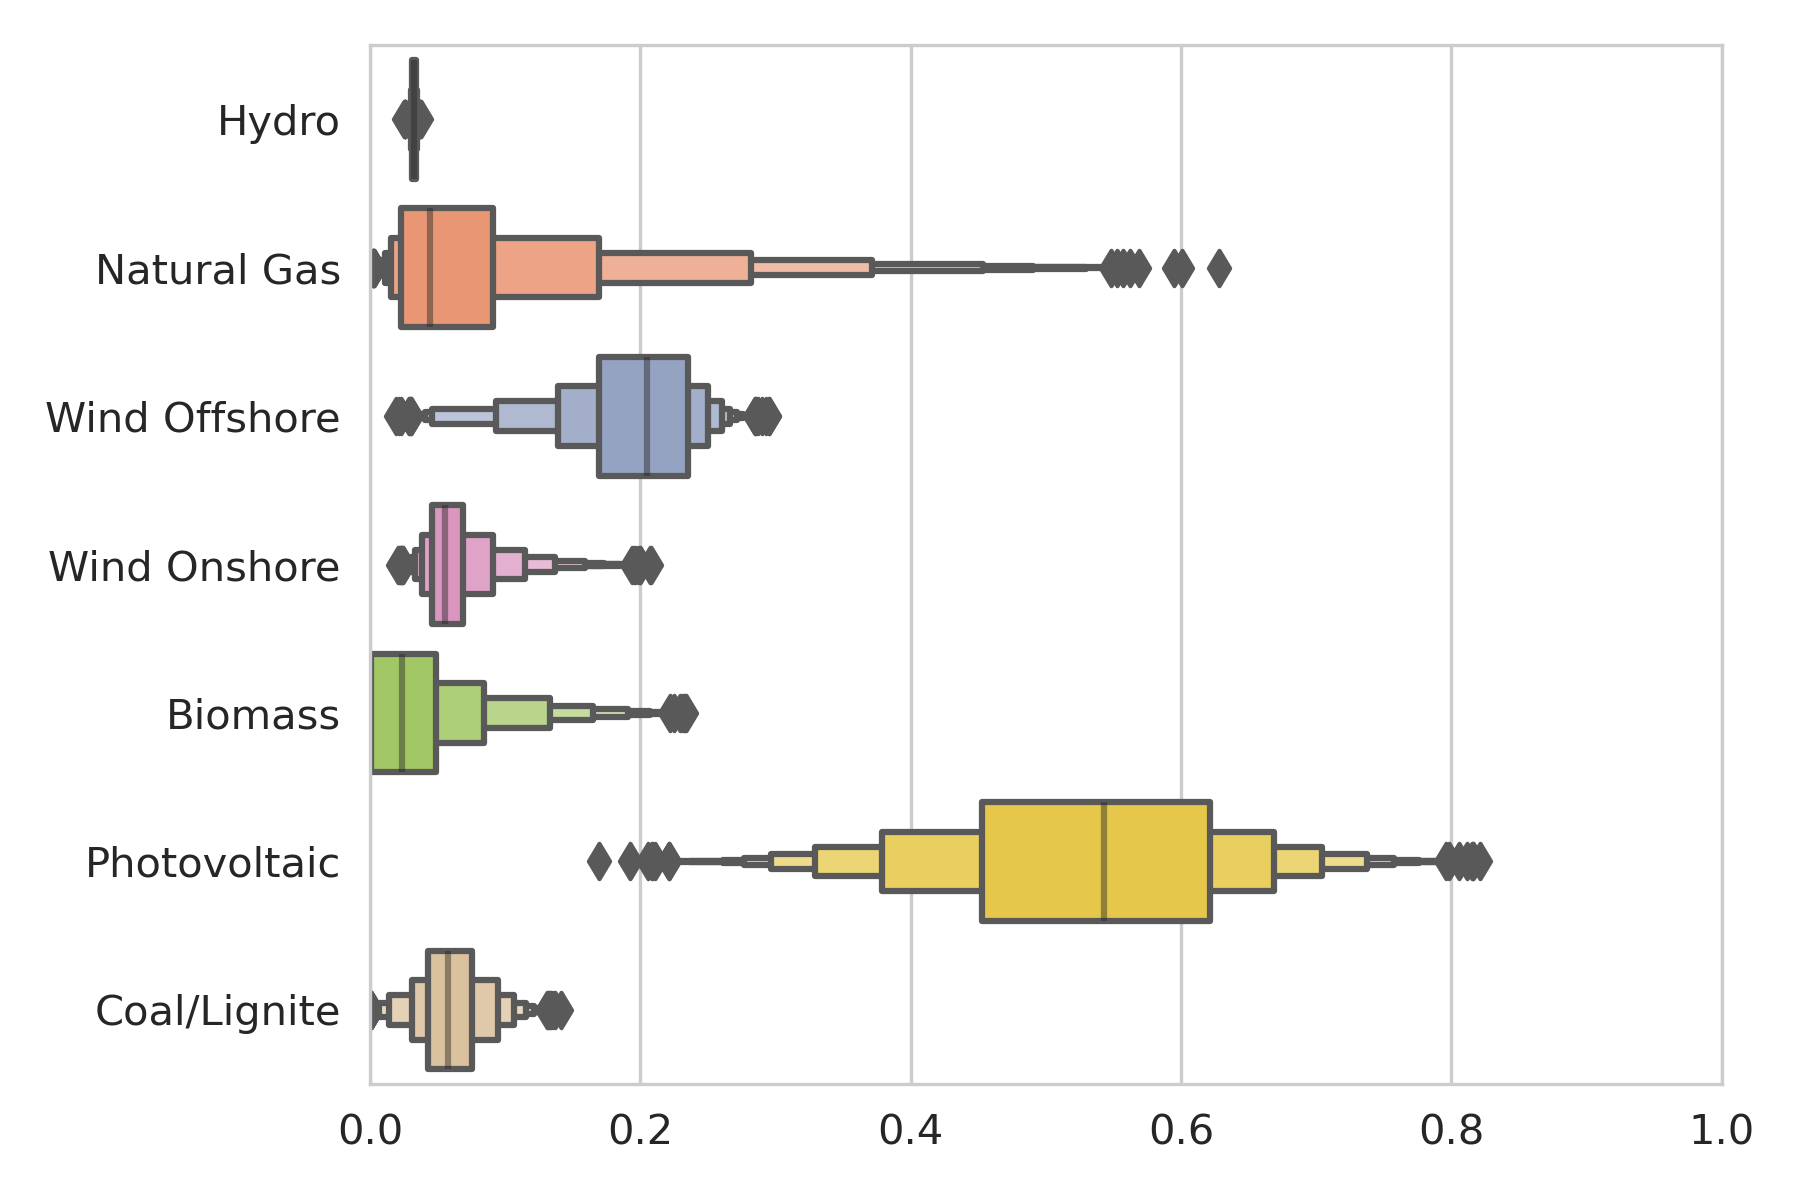 Hydro
Natural Gas
Wind Offshore
Wind Onshore
Biomass
Photovoltaic
Coal/Lignite
0.0 0.2 0.4 0.6 0.8 1.0